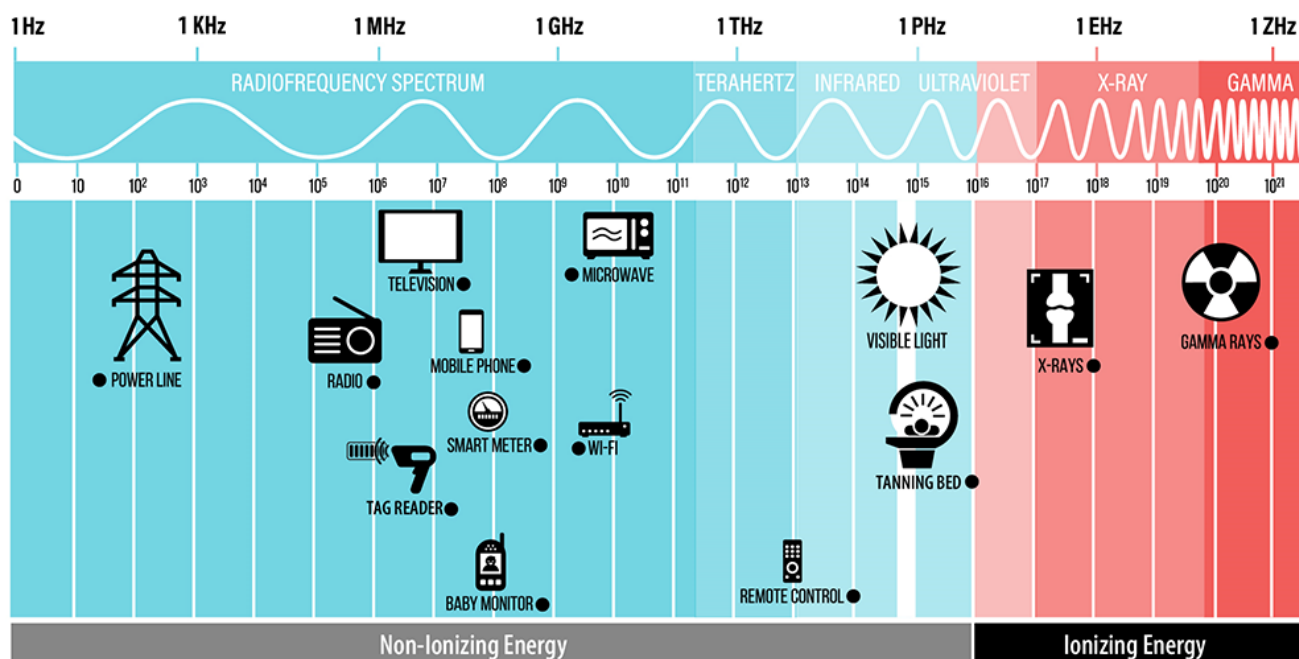 1 Hz 1 KHz 1 MHz 1 GHz 1 THz 1 PHz 1 EHz 1 ZHz
RADIOFREQUENCY SPECTRUM TERAHERTZ INFRARED ULTRAVIOLET X-RAY GAMMA
0 10 10² 10³ 10⁴ 10⁵ 10⁶ 10⁷ 10⁸ 10⁹ 10¹⁰ 10¹¹ 10¹² 10¹³ 10¹⁴ 10¹⁵ 10¹⁶ 10¹⁷ 10¹⁸ 10¹⁹ 10²⁰ 10²¹
TELEVISION
MICROWAVE
POWER LINE
RADIO
MOBILE PHONE
VISIBLE LIGHT
X-RAYS
GAMMA RAYS
SMART METER
WI-FI
TAG READER
TANNING BED
BABY MONITOR
REMOTE CONTROL
Non-Ionizing Energy Ionizing Energy